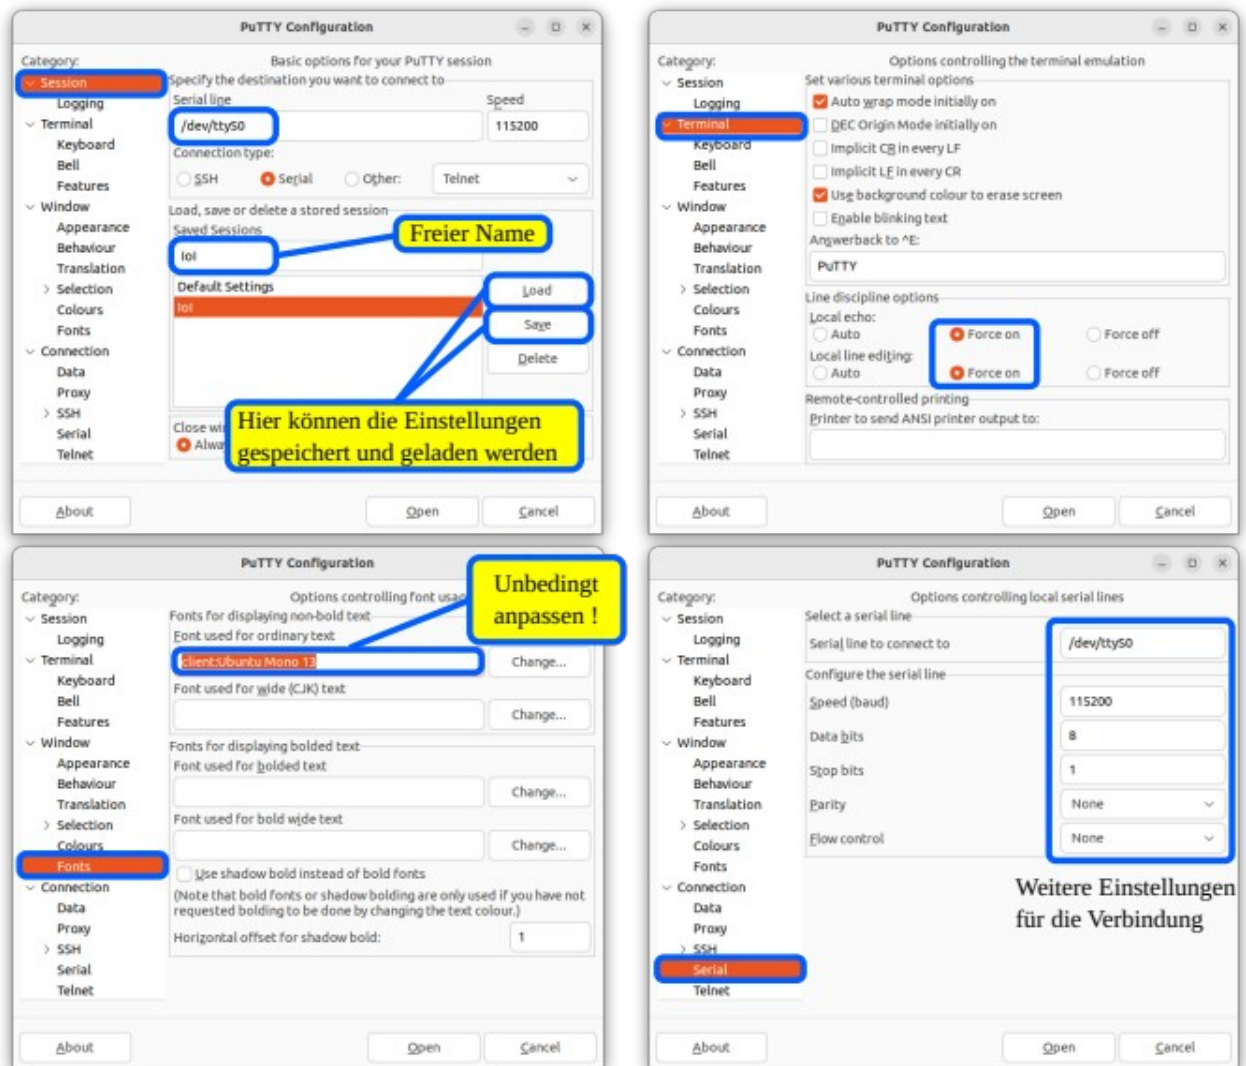 PuTTY Configuration
Category:
Session
Logging
Terminal
Keyboard
Bell
Features
Window
Appearance
Behaviour
Translation
Selection
Colours
Fonts
Connection
Data
Proxy
SSH
Serial
Telnet
Basic options for your PuTTY session
Specify the destination you want to connect to
Serial line Speed
/dev/ttyS0 115200
Connection type:
SSH Serial Other: Telnet
Load, save or delete a stored session
Saved Sessions
Freier Name
IoI
Default Settings
IoI
Load
Save
Delete
Hier können die Einstellungen
gespeichert und geladen werden
Close wi
Alwa
About Open Cancel
PuTTY Configuration
Category:
Session
Logging
Terminal
Keyboard
Bell
Features
Window
Appearance
Behaviour
Translation
Selection
Colours
Fonts
Connection
Data
Proxy
SSH
Serial
Telnet
Options controlling the terminal emulation
Set various terminal options
Auto wrap mode initially on
DEC Origin Mode initially on
Implicit CR in every LF
Implicit LF in every CR
Use background colour to erase screen
Enable blinking text
Answerback to ^E:
PuTTY
Line discipline options
Local echo:
Auto Force on Force off
Local line editing:
Auto Force on Force off
Remote-controlled printing
Printer to send ANSI printer output to:
About Open Cancel
PuTTY Configuration
Category:
Session
Logging
Terminal
Keyboard
Bell
Features
Window
Appearance
Behaviour
Translation
Selection
Colours
Fonts
Connection
Data
Proxy
SSH
Serial
Telnet
Options controlling font usag
Unbedingt
anpassen !
Fonts for displaying non-bold text
Font used for ordinary text
client:Ubuntu Mono 13 Change...
Font used for wide (CJK) text
Change...
Fonts for displaying bolded text
Font used for bolded text
Change...
Font used for bold wide text
Change...
Use shadow bold instead of bold fonts
(Note that bold fonts or shadow bolding are only used if you have not
requested bolding to be done by changing the text colour.)
Horizontal offset for shadow bold: 1
About Open Cancel
PuTTY Configuration
Category:
Session
Logging
Terminal
Keyboard
Bell
Features
Window
Appearance
Behaviour
Translation
Selection
Colours
Fonts
Connection
Data
Proxy
SSH
Serial
Telnet
Options controlling local serial lines
Select a serial line
Serial line to connect to /dev/ttyS0
Configure the serial line
Speed (baud) 115200
Data bits 8
Stop bits 1
Parity None
Flow control None
Weitere Einstellungen
für die Verbindung
About Open Cancel